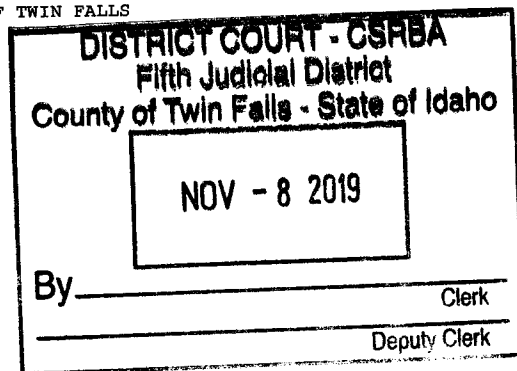 F TWIN FALLS
DISTRICT COURT - CSRBA
Fifth Judicial District
County of Twin Falls - State of Idaho
NOV - 8 2019
By
Clerk
Deputy Clerk